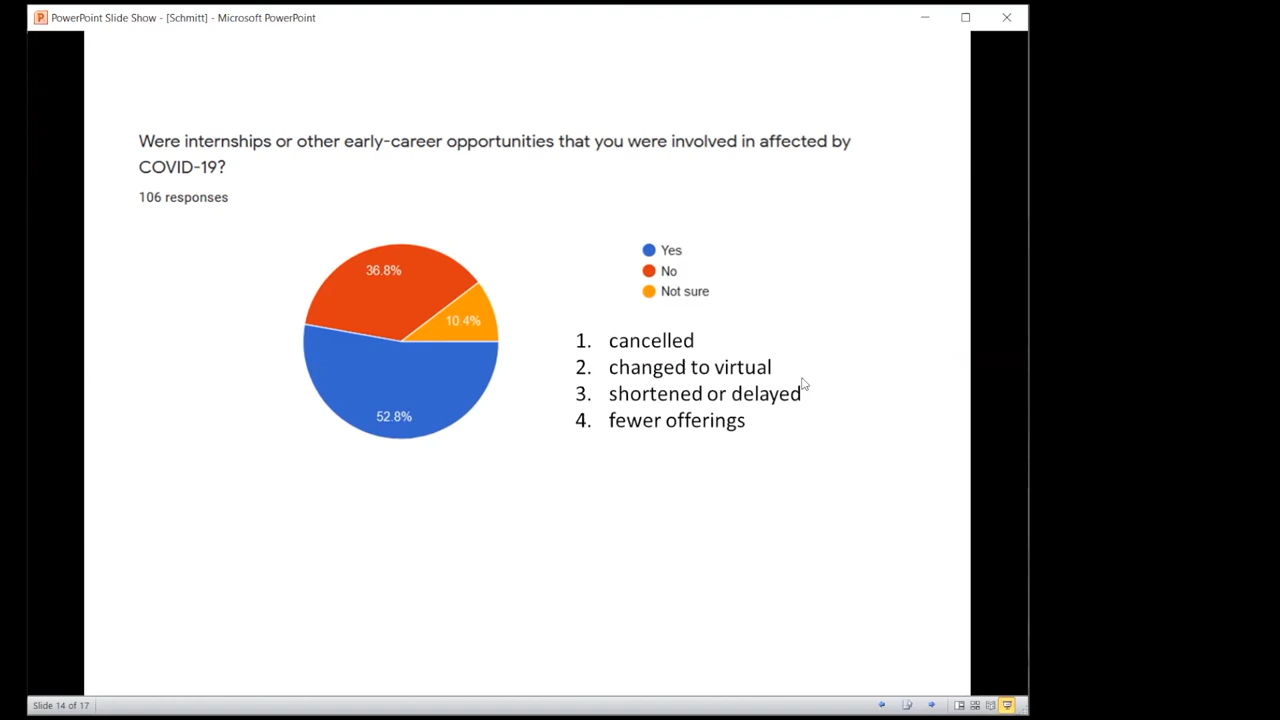 PowerPoint Slide Show - [Schmitt] - Microsoft PowerPoint
Were internships or other early-career opportunities that you were involved in affected by
COVID-19?
106 responses
36.8%
10.4%
52.8%
Yes
No
Not sure
1. cancelled
2. changed to virtual
3. shortened or delayed
4. fewer offerings
Slide 14 of 17